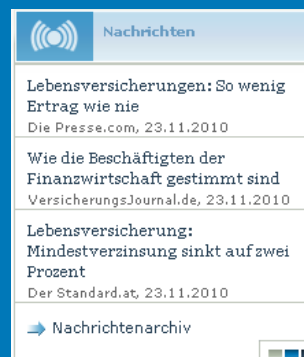 Nachrichten
Lebensversicherungen: So wenig
Ertrag wie nie
Die Presse.com, 23.11.2010
Wie die Beschäftigten der
Finanzwirtschaft gestimmt sind
VersicherungsJournal.de, 23.11.2010
Lebensversicherung:
Mindestverzinsung sinkt auf zwei
Prozent
Der Standard.at, 23.11.2010
Nachrichtenarchiv